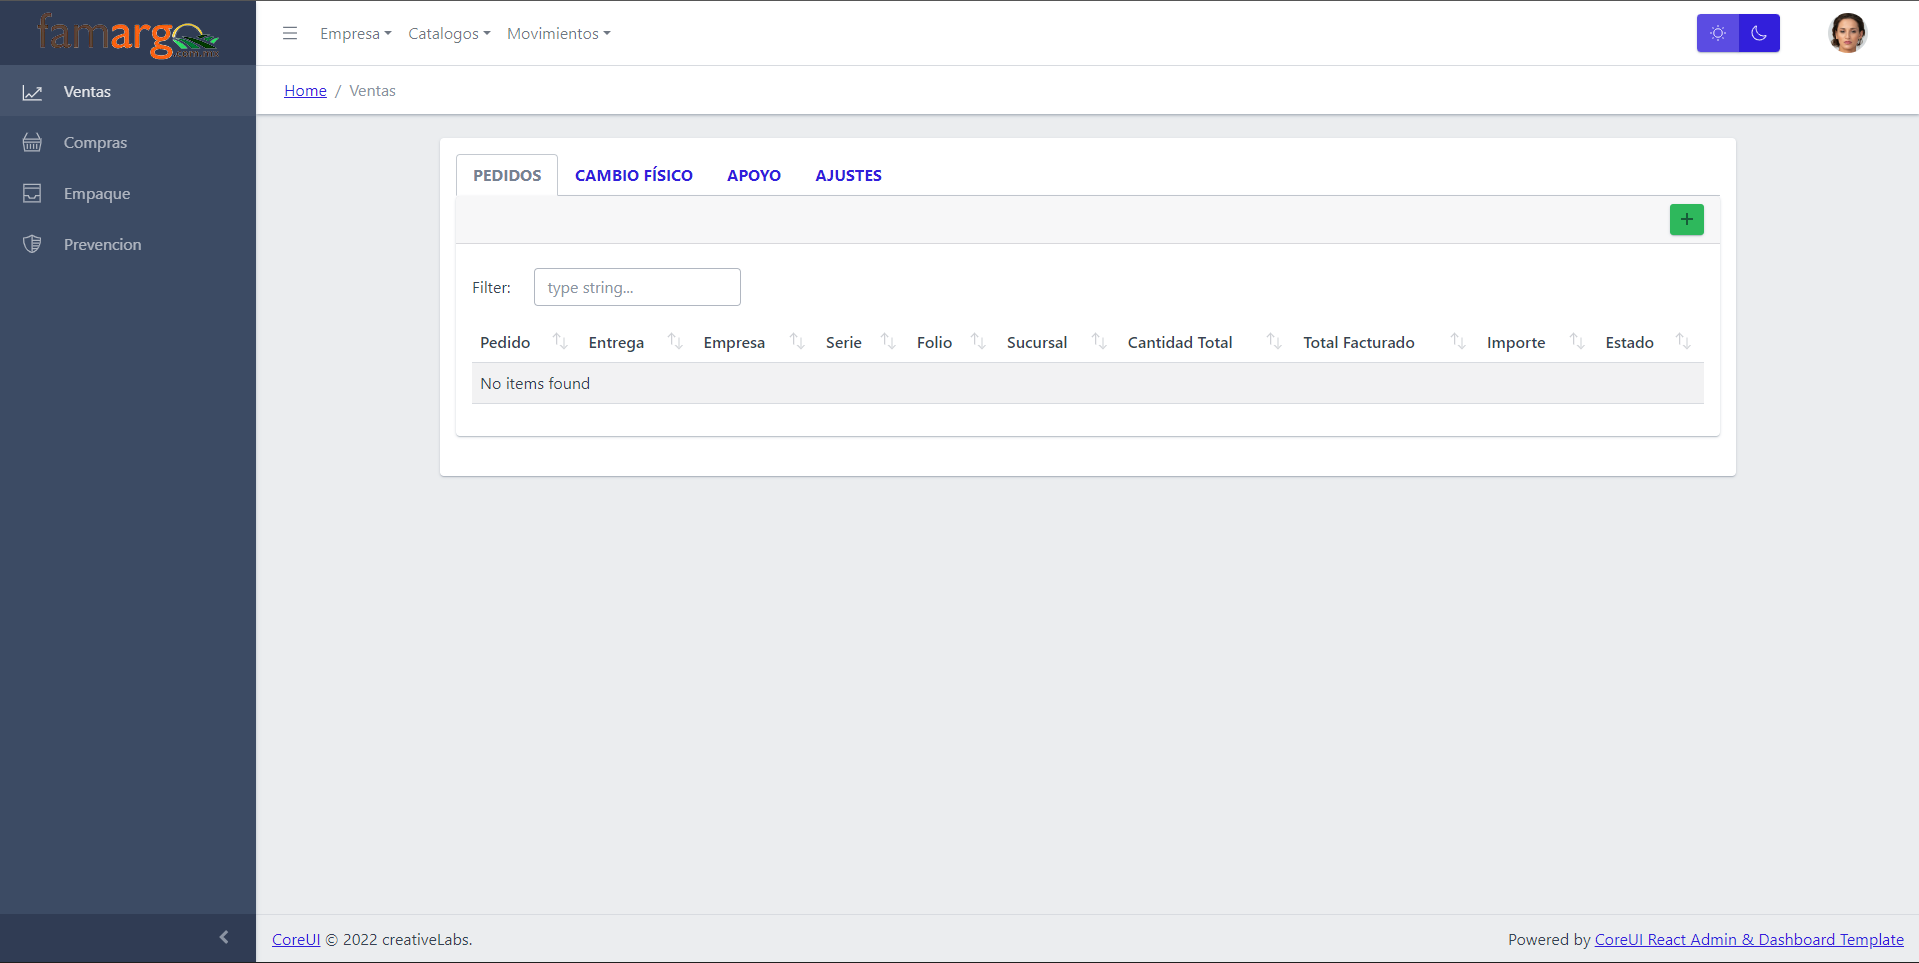 famargo
.com.mx
Empresa Catalogos Movimientos
Home / Ventas
Ventas
Compras
Empaque
Prevencion
PEDIDOS CAMBIO FÍSICO APOYO AJUSTES
+
Filter: type string...
Pedido Entrega Empresa Serie Folio Sucursal Cantidad Total Total Facturado Importe Estado
No items found
CoreUI © 2022 creativeLabs.
Powered by CoreUI React Admin & Dashboard Template